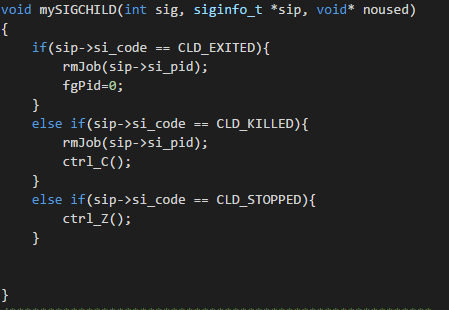 void mySIGCHILD(int sig, siginfo_t *sip, void* noused)
{
    if(sip->si_code == CLD_EXITED){
        rmJob(sip->si_pid);
        fgPid=0;
    }
    else if(sip->si_code == CLD_KILLED){
        rmJob(sip->si_pid);
        ctrl_C();
    }
    else if(sip->si_code == CLD_STOPPED){
        ctrl_Z();
    }
}